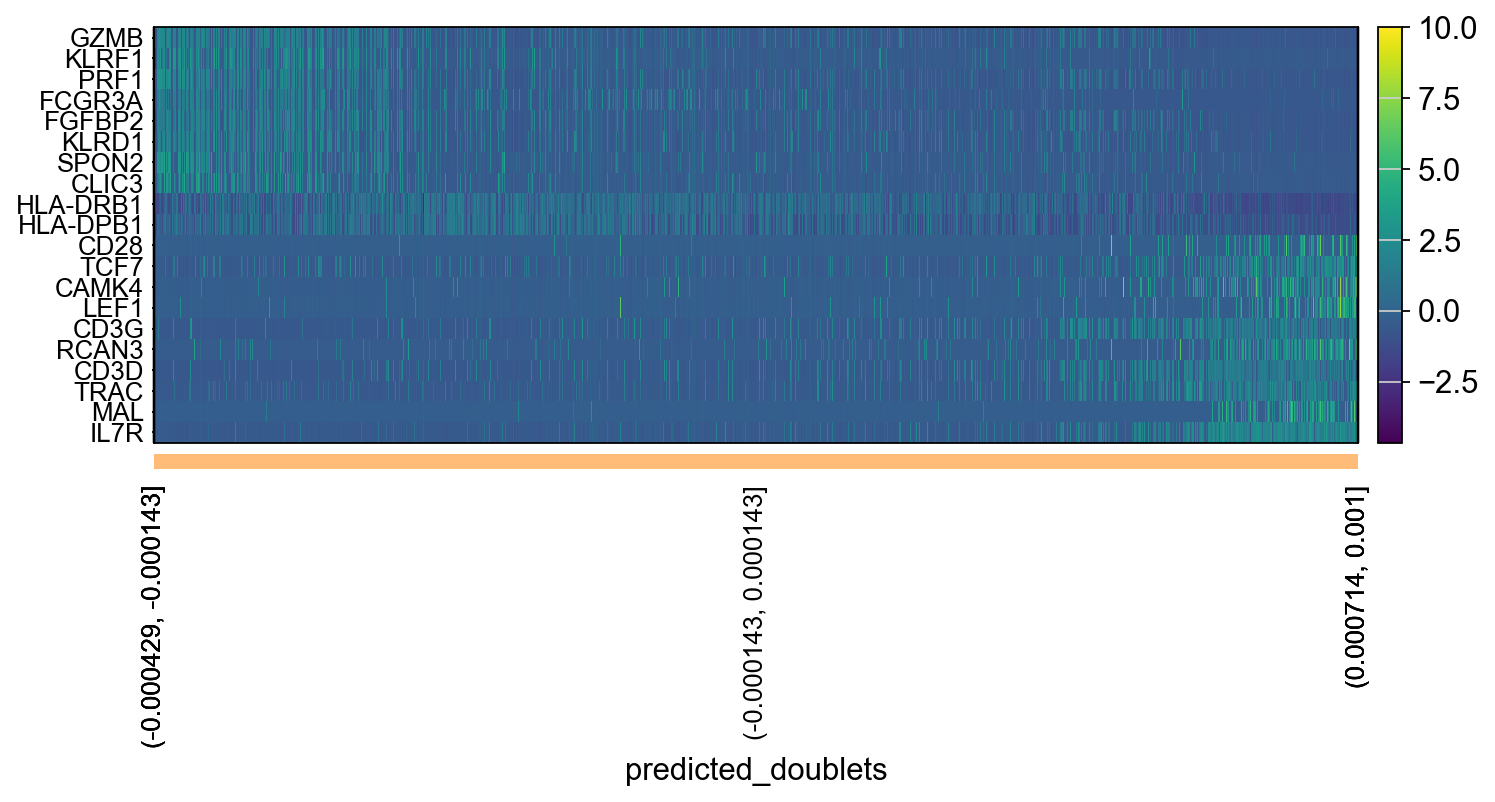 GZMB
KLRF1
PRF1
FCGR3A
FGFBP2
KLRD1
SPON2
CLIC3
HLA-DRB1
HLA-DPB1
CD28
TCF7
CAMK4
LEF1
CD3G
RCAN3
CD3D
TRAC
MAL
IL7R
10.0
7.5
5.0
2.5
0.0
−2.5
(-0.000429, -0.000143]
(-0.000143, 0.000143]
(0.000714, 0.001]
predicted_doublets